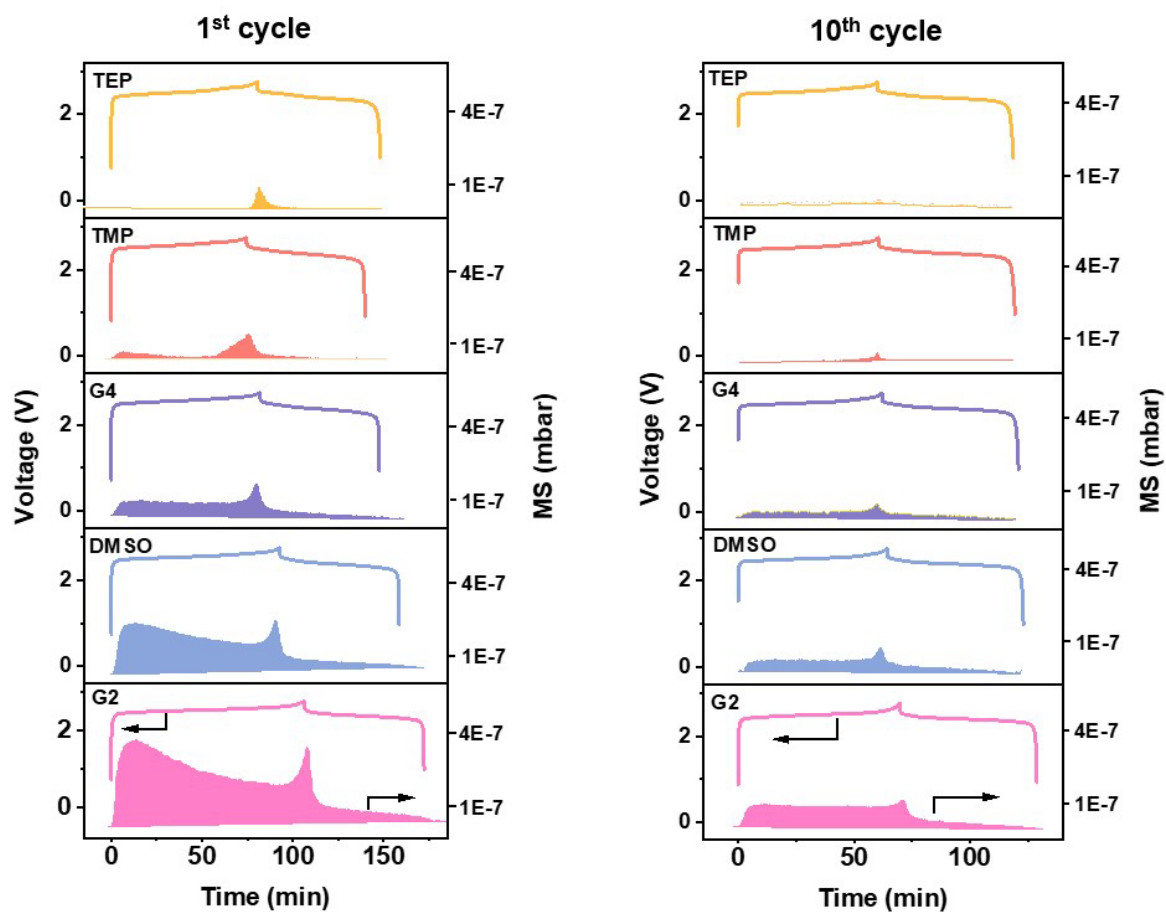 1st cycle
TEP
2
0
4E-7
1E-7
TMP
2
0
4E-7
1E-7
G4
2
0
4E-7
1E-7
DMSO
2
0
4E-7
1E-7
G2
2
0
4E-7
1E-7
0 50 100 150
Time (min)
Voltage (V)
MS (mbar)
10th cycle
TEP
2
0
4E-7
1E-7
TMP
2
0
4E-7
1E-7
G4
2
0
4E-7
1E-7
DMSO
2
0
4E-7
1E-7
G2
2
0
4E-7
1E-7
0 50 100
Time (min)
Voltage (V)
MS (mbar)